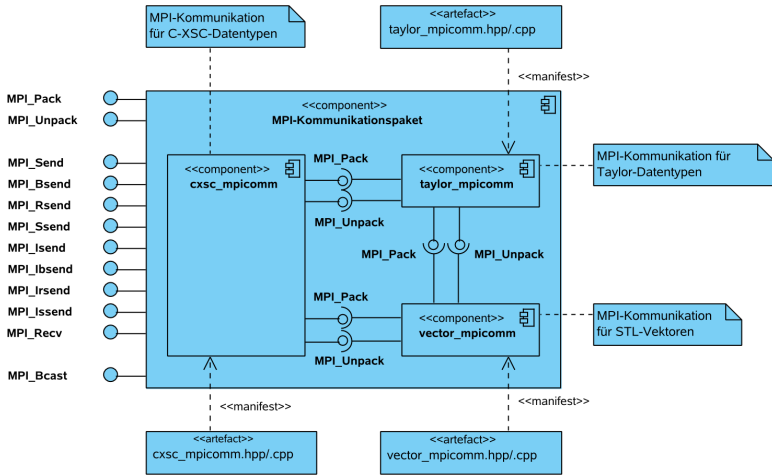 MPI-Kommunikation
für C-XSC-Datentypen
<<artefact>>
taylor_mpicomm.hpp/.cpp
<<manifest>>
MPI_Pack
MPI_Unpack
MPI_Send
MPI_Bsend
MPI_Rsend
MPI_Ssend
MPI_Isend
MPI_Ibsend
MPI_Irsend
MPI_Issend
MPI_Recv
MPI_Bcast
<<component>>
MPI-Kommunikationspaket
<<component>>
cxsc_mpicomm
MPI_Pack
MPI_Unpack
<<component>>
taylor_mpicomm
MPI-Kommunikation für
Taylor-Datentypen
MPI_Pack
MPI_Unpack
MPI_Pack
MPI_Unpack
<<component>>
vector_mpicomm
MPI-Kommunikation
für STL-Vektoren
<<manifest>>
<<manifest>>
<<artefact>>
cxsc_mpicomm.hpp/.cpp
<<artefact>>
vector_mpicomm.hpp/.cpp